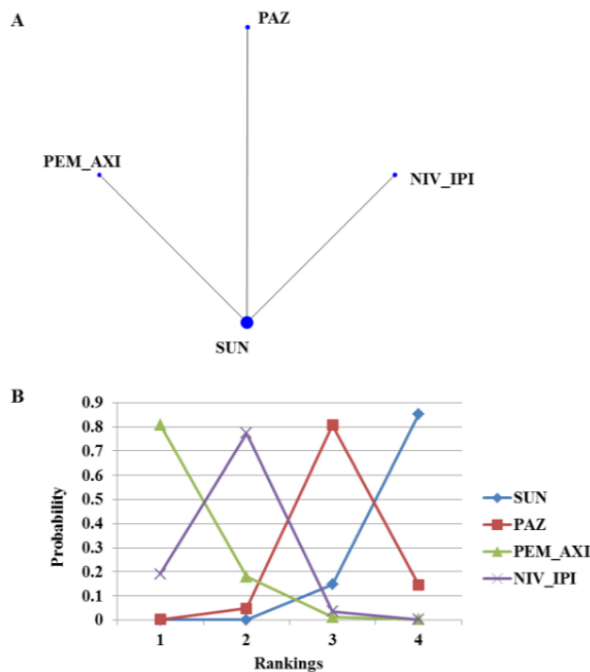 A
PAZ
PEM_AXI
NIV_IPI
SUN
B
0.9
0.8
0.7
0.6
0.5
0.4
0.3
0.2
0.1
0
Probability
1 2 3 4
Rankings
SUN
PAZ
PEM_AXI
NIV_IPI